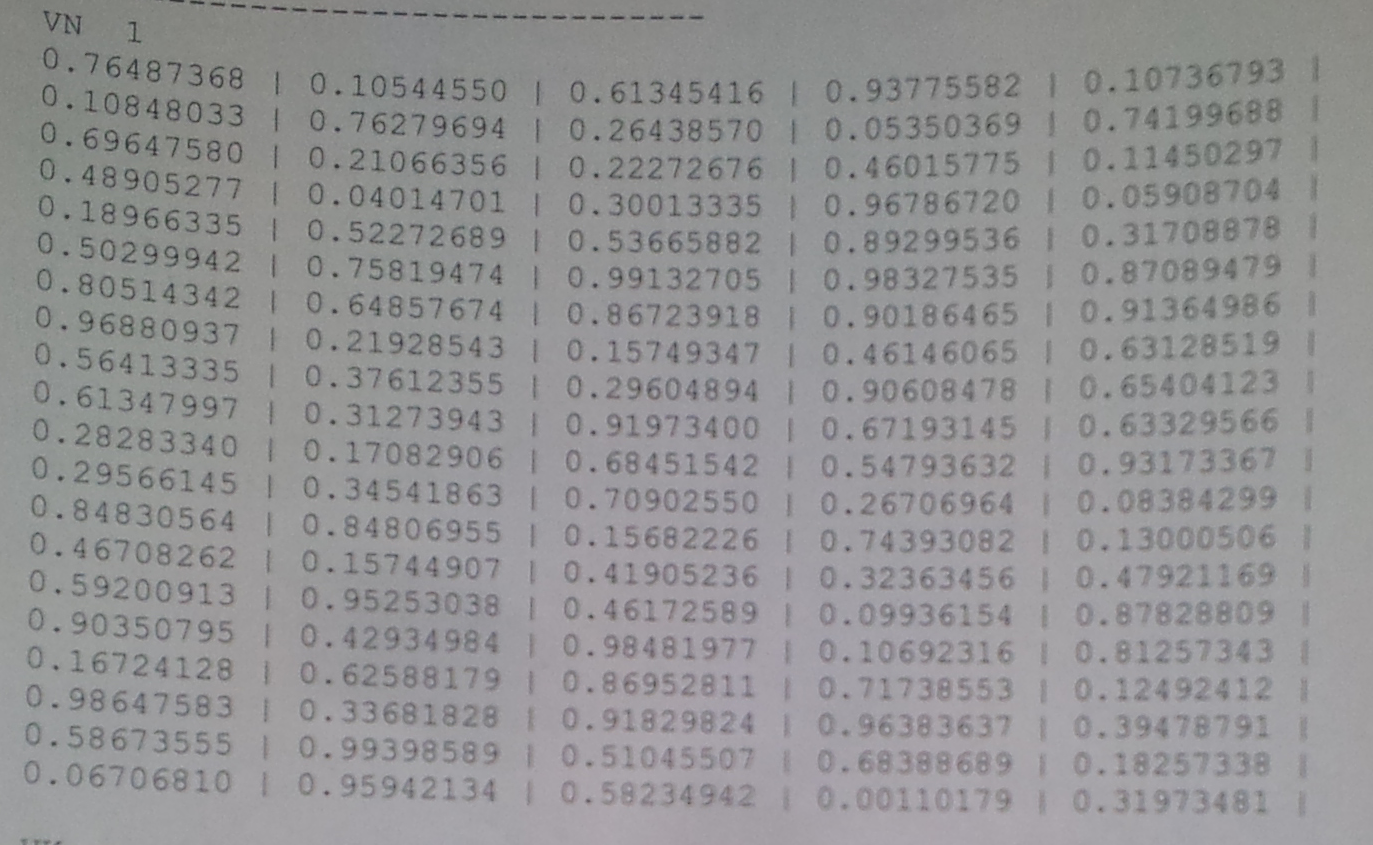 --------------------------------
VN 1
0.76487368 | 0.10544550 | 0.61345416 | 0.93775582 | 0.10736793 |
0.10848033 | 0.76279694 | 0.26438570 | 0.05350369 | 0.74199688 |
0.69647580 | 0.21066356 | 0.22272676 | 0.46015775 | 0.11450297 |
0.48905277 | 0.04014701 | 0.30013335 | 0.96786720 | 0.05908704 |
0.18966335 | 0.52272689 | 0.53665882 | 0.89299536 | 0.31708878 |
0.50299942 | 0.75819474 | 0.99132705 | 0.98327535 | 0.87089479 |
0.80514342 | 0.64857674 | 0.86723918 | 0.90186465 | 0.91364986 |
0.96880937 | 0.21928543 | 0.15749347 | 0.46146065 | 0.63128519 |
0.56413335 | 0.37612355 | 0.29604894 | 0.90608478 | 0.65404123 |
0.61347997 | 0.31273943 | 0.91973400 | 0.67193145 | 0.63329566 |
0.28283340 | 0.17082906 | 0.68451542 | 0.54793632 | 0.93173367 |
0.29566145 | 0.34541863 | 0.70902550 | 0.26706964 | 0.08384299 |
0.84830564 | 0.84806955 | 0.15682226 | 0.74393082 | 0.13000506 |
0.46708262 | 0.15744907 | 0.41905236 | 0.32363456 | 0.47921169 |
0.59200913 | 0.95253038 | 0.46172589 | 0.09936154 | 0.87828809 |
0.90350795 | 0.42934984 | 0.98481977 | 0.10692316 | 0.81257343 |
0.16724128 | 0.62588179 | 0.86952811 | 0.71738553 | 0.12492412 |
0.98647583 | 0.33681828 | 0.91829824 | 0.96383637 | 0.39478791 |
0.58673555 | 0.99398589 | 0.51045507 | 0.68388689 | 0.18257338 |
0.06706810 | 0.95942134 | 0.58234942 | 0.00110179 | 0.31973481 |